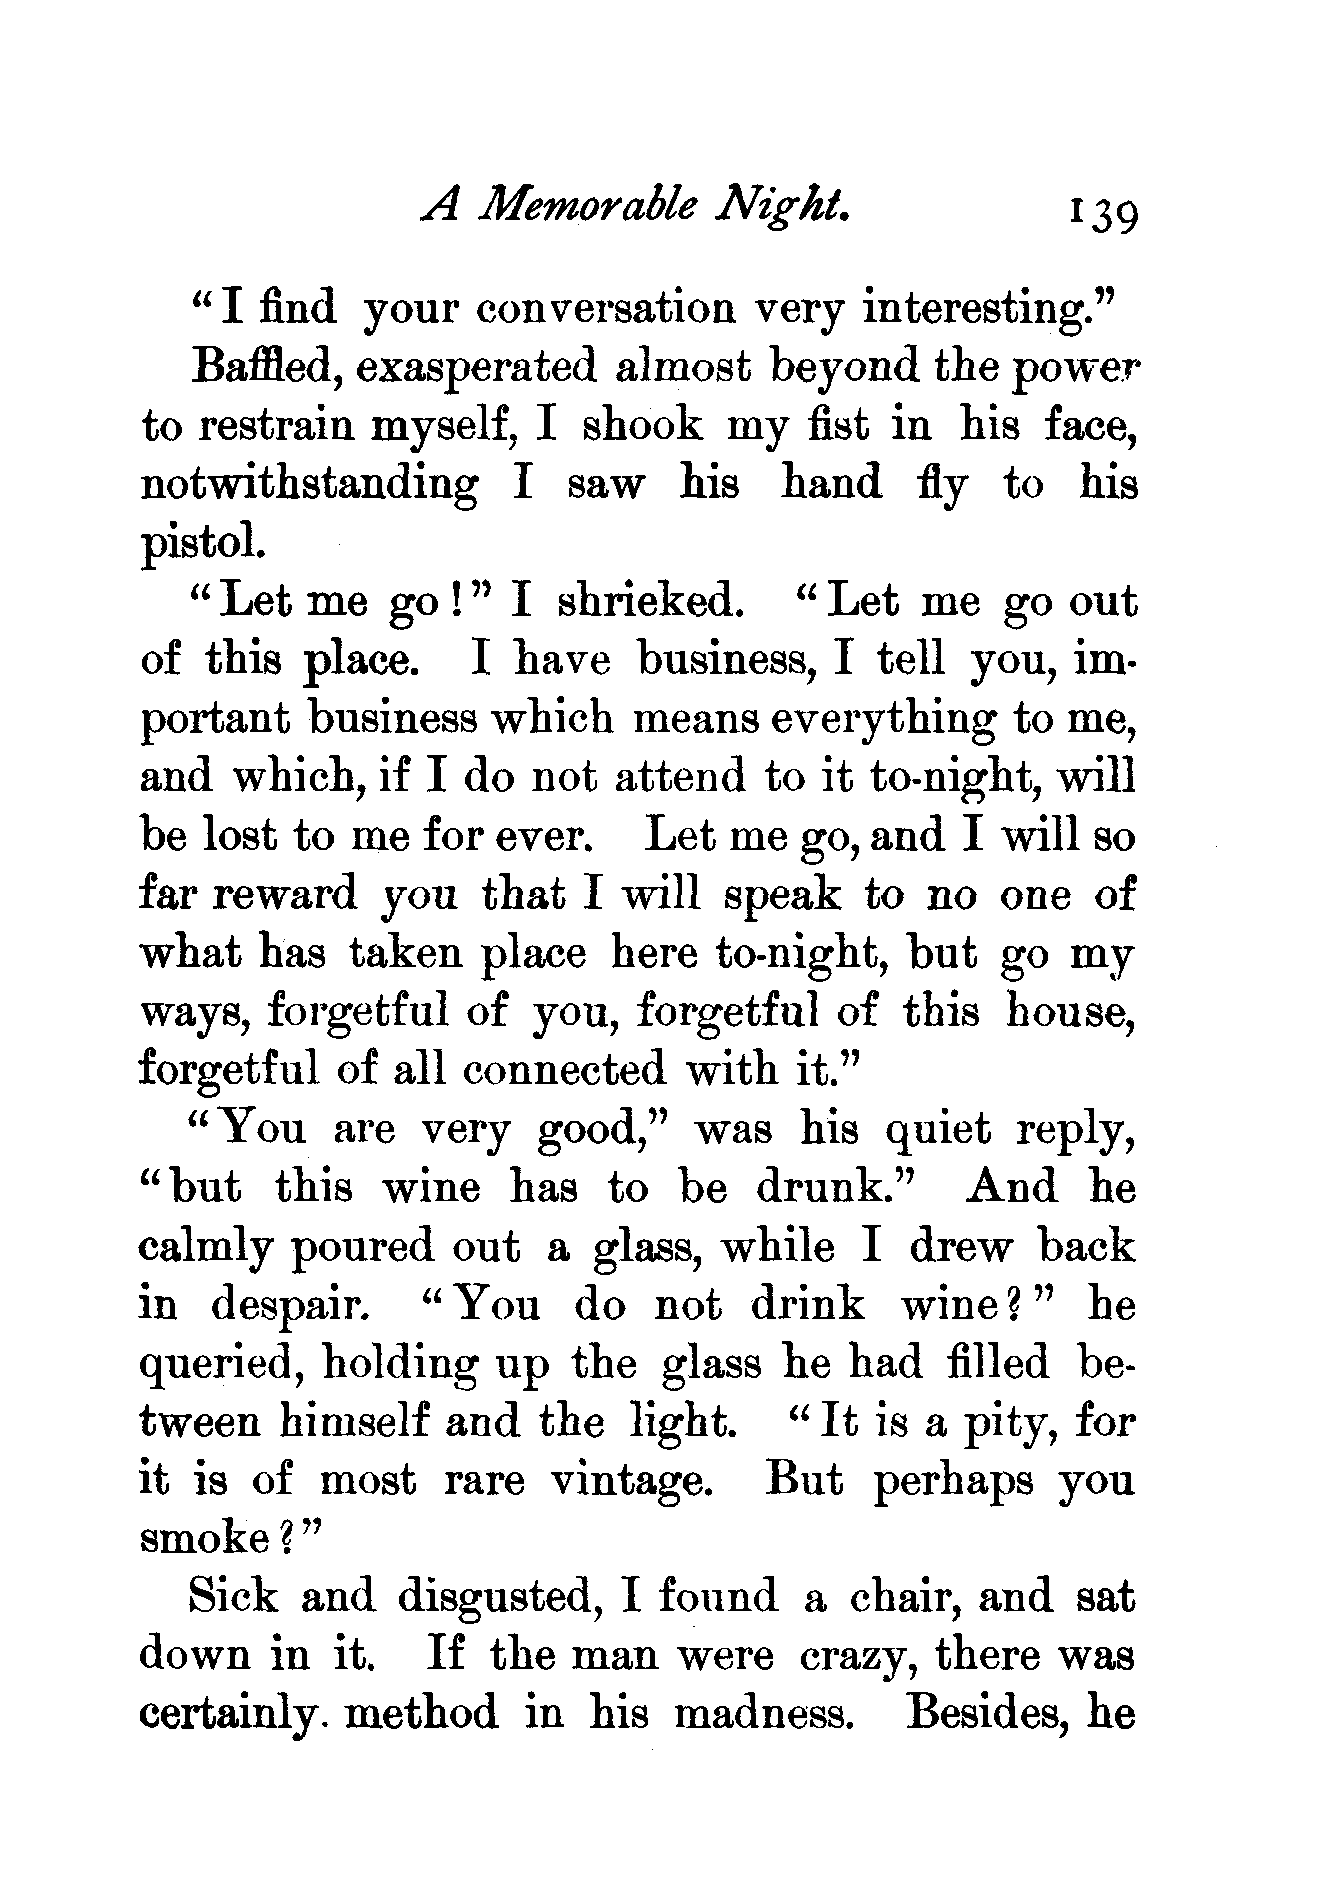 A Memorable Night. 139
“I find your conversation very interesting.”
Baffled, exasperated almost beyond the power
to restrain myself, I shook my fist in his face,
notwithstanding I saw his hand fly to his
pistol.
“Let me go!” I shrieked. “Let me go out
of this place. I have business, I tell you, im-
portant business which means everything to me,
and which, if I do not attend to it to-night, will
be lost to me for ever. Let me go, and I will so
far reward you that I will speak to no one of
what has taken place here to-night, but go my
ways, forgetful of you, forgetful of this house,
forgetful of all connected with it.”
“You are very good,” was his quiet reply,
“but this wine has to be drunk.” And he
calmly poured out a glass, while I drew back
in despair. “You do not drink wine?” he
queried, holding up the glass he had filled be-
tween himself and the light. “It is a pity, for
it is of most rare vintage. But perhaps you
smoke?”
Sick and disgusted, I found a chair, and sat
down in it. If the man were crazy, there was
certainly. method in his madness. Besides, he